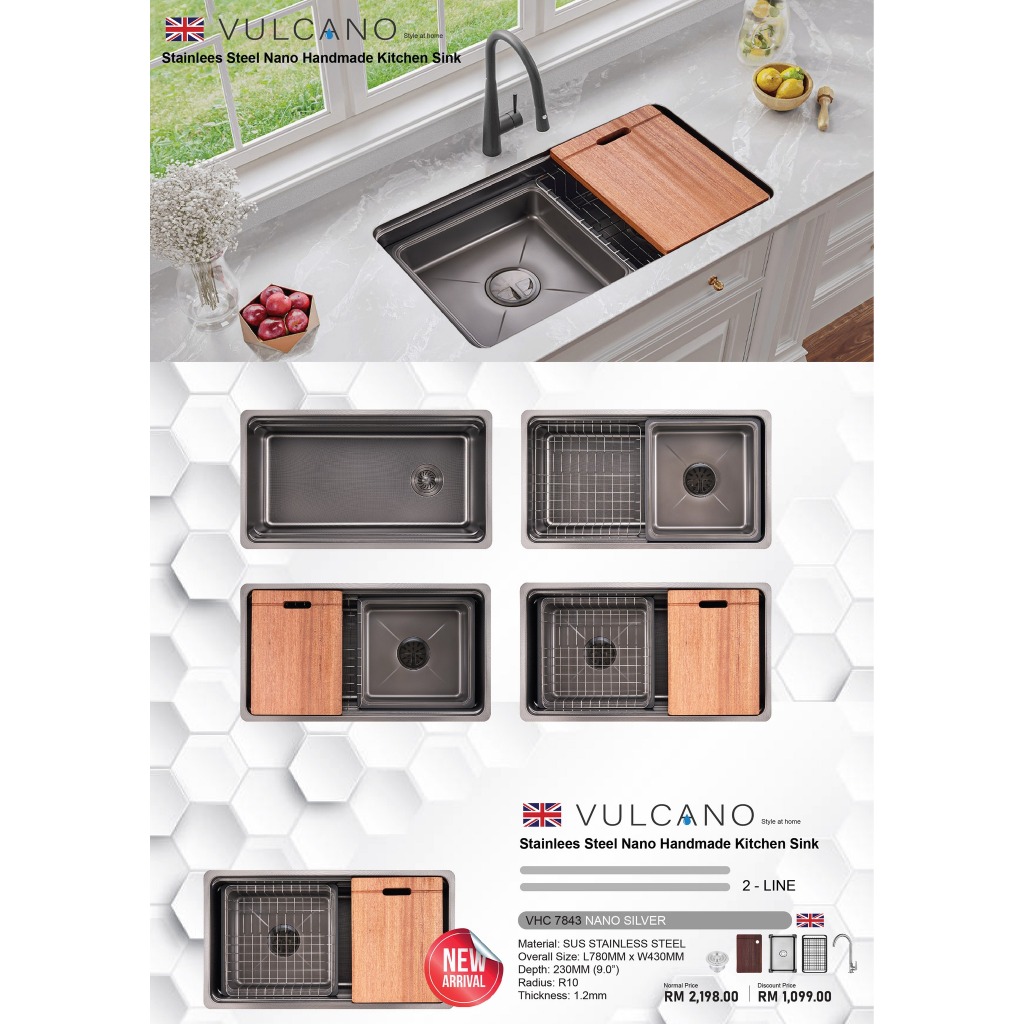 VULCANO Style at home
Stainlees Steel Nano Handmade Kitchen Sink
VULCANO Style at home
Stainlees Steel Nano Handmade Kitchen Sink
2 - LINE
VHC 7843 NANO SILVER
Material: SUS STAINLESS STEEL
Overall Size: L780MM x W430MM
Depth: 230MM (9.0")
Radius: R10
Thickness: 1.2mm
Normal Price
RM 2,198.00
Discount Price
RM 1,099.00
NEW
ARRIVAL